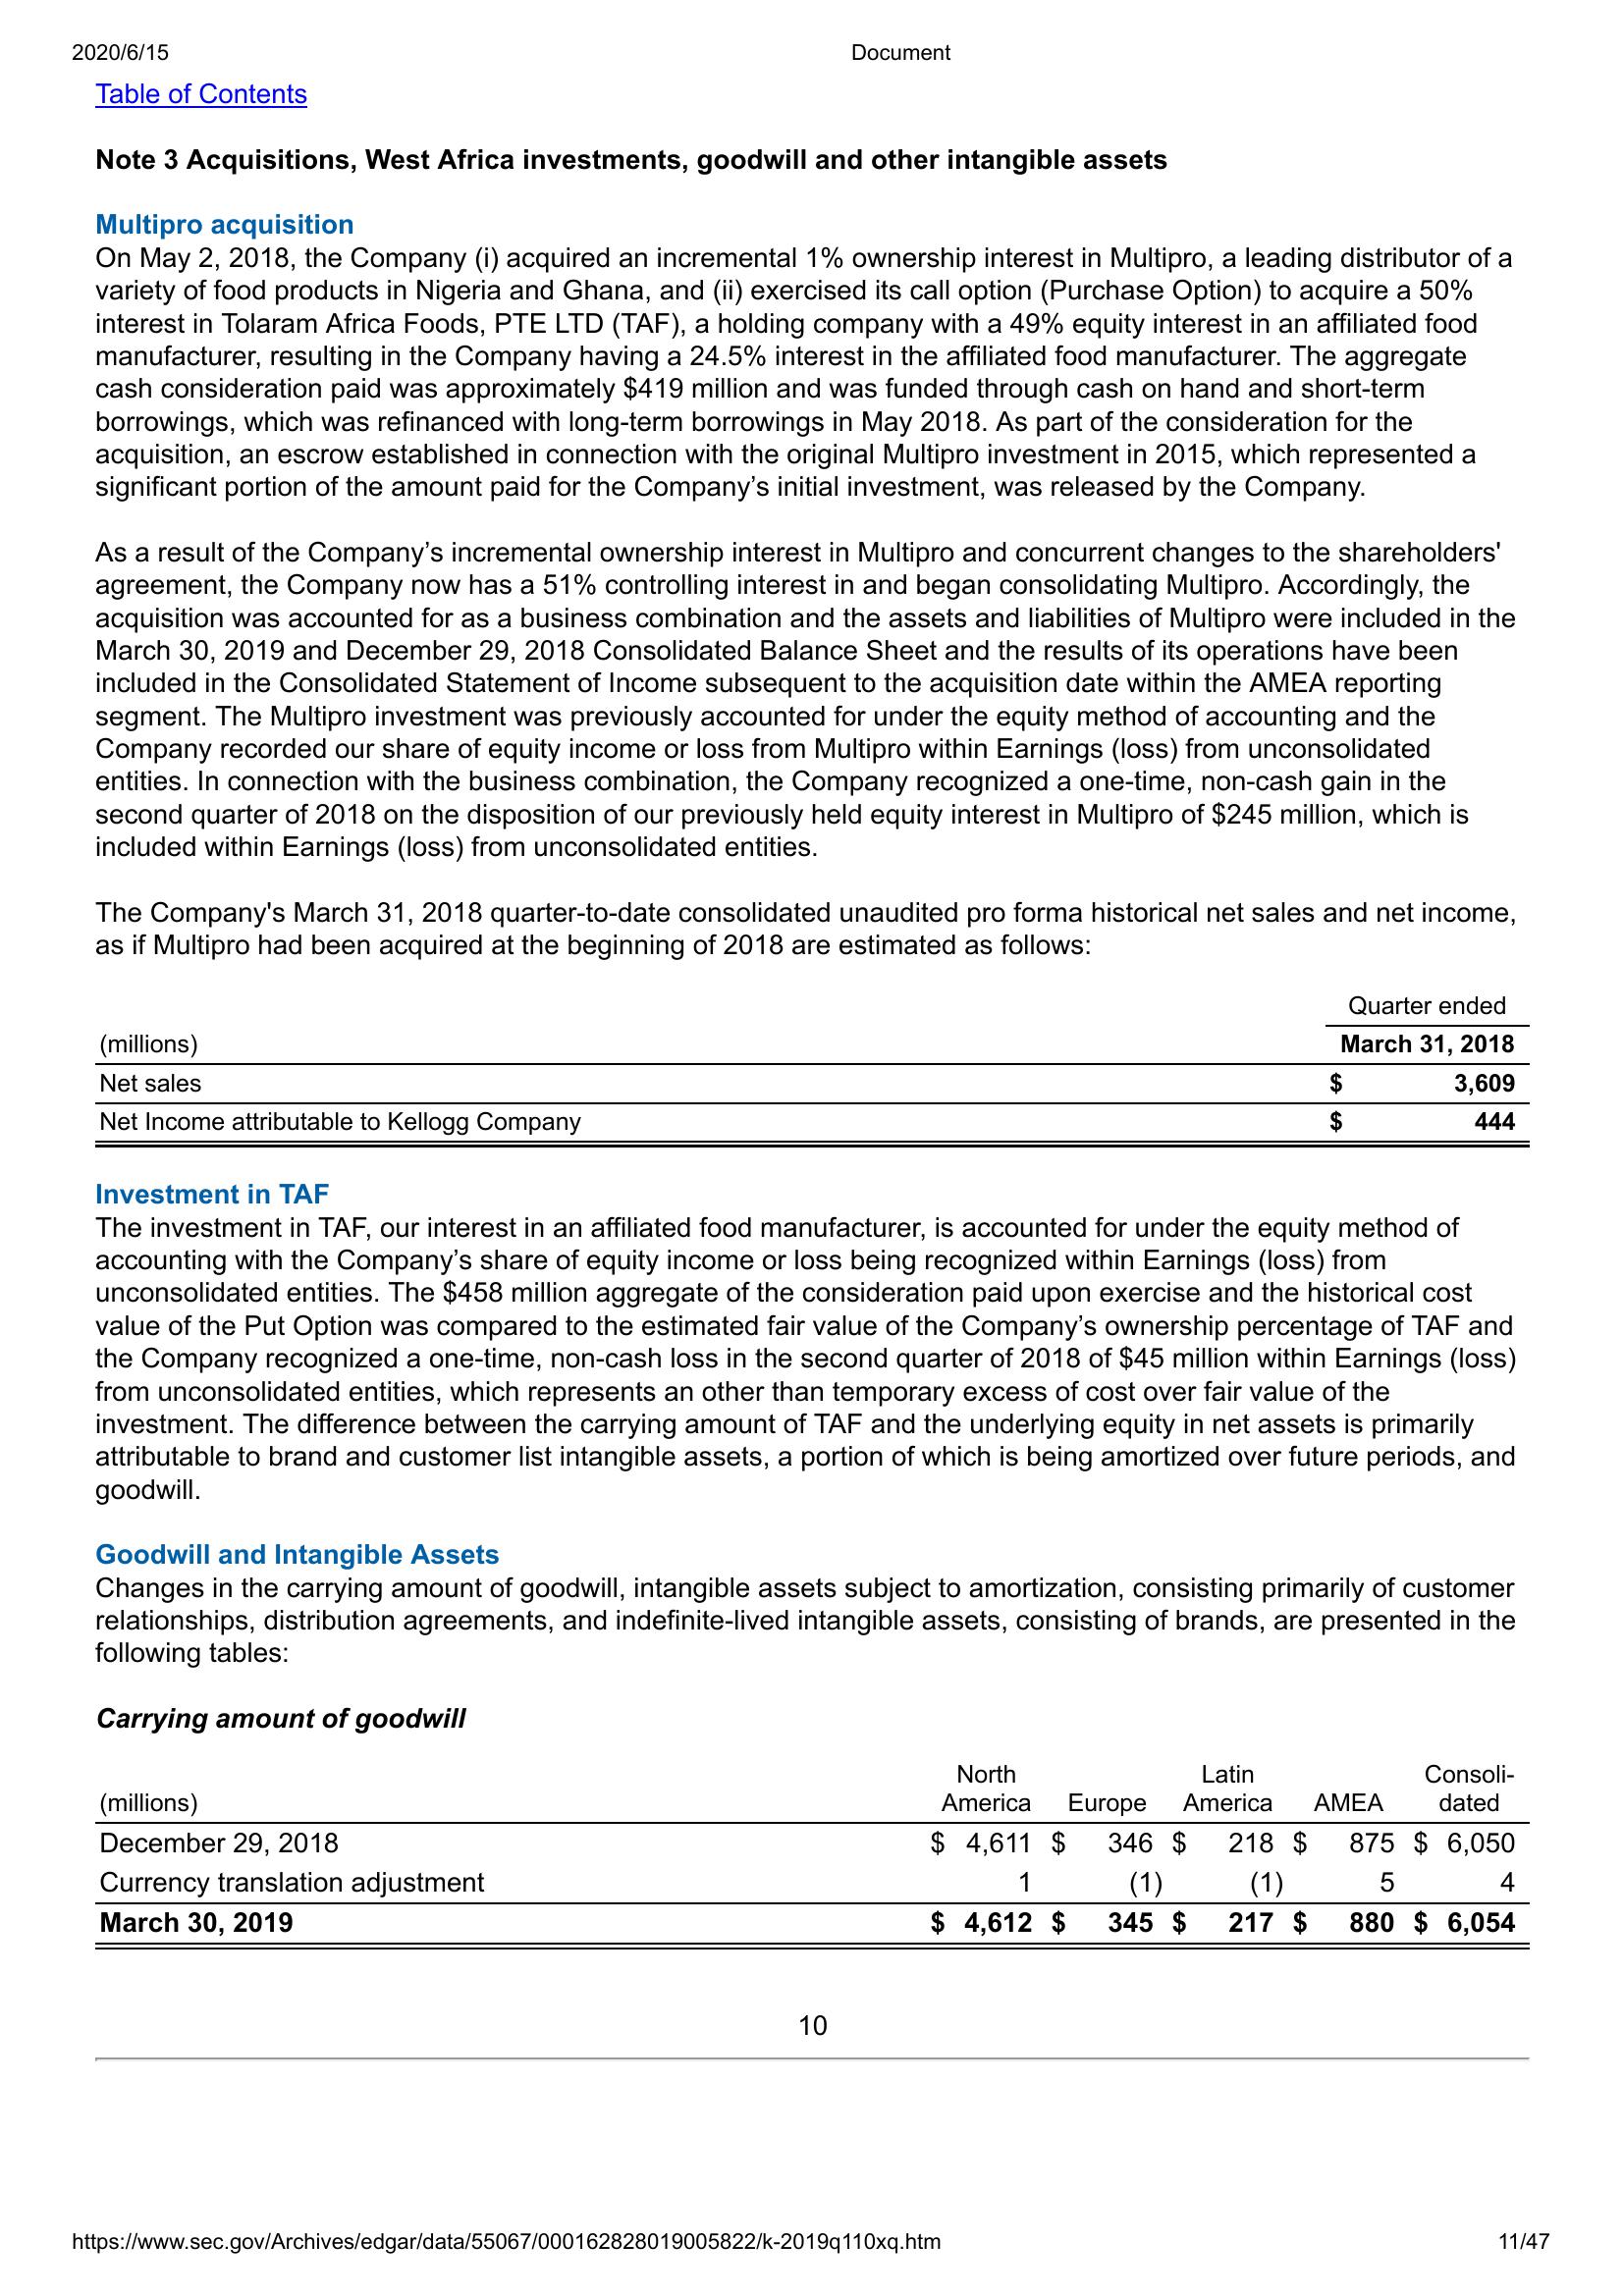 2020/6/15 Document
Table of Contents
Note 3 Acquisitions, West Africa investments, goodwill and other intangible assets
Multipro acquisition
On May 2, 2018, the Company (i) acquired an incremental 1% ownership interest in Multipro, a leading distributor of a
variety of food products in Nigeria and Ghana, and (ii) exercised its call option (Purchase Option) to acquire a 50%
interest in Tolaram Africa Foods, PTE LTD (TAF), a holding company with a 49% equity interest in an affiliated food
manufacturer, resulting in the Company having a 24.5% interest in the affiliated food manufacturer. The aggregate
cash consideration paid was approximately $419 million and was funded through cash on hand and short-term
borrowings, which was refinanced with long-term borrowings in May 2018. As part of the consideration for the
acquisition, an escrow established in connection with the original Multipro investment in 2015, which represented a
significant portion of the amount paid for the Company’s initial investment, was released by the Company.
As a result of the Company’s incremental ownership interest in Multipro and concurrent changes to the shareholders'
agreement, the Company now has a 51% controlling interest in and began consolidating Multipro. Accordingly, the
acquisition was accounted for as a business combination and the assets and liabilities of Multipro were included in the
March 30, 2019 and December 29, 2018 Consolidated Balance Sheet and the results of its operations have been
included in the Consolidated Statement of Income subsequent to the acquisition date within the AMEA reporting
segment. The Multipro investment was previously accounted for under the equity method of accounting and the
Company recorded our share of equity income or loss from Multipro within Earnings (loss) from unconsolidated
entities. In connection with the business combination, the Company recognized a one-time, non-cash gain in the
second quarter of 2018 on the disposition of our previously held equity interest in Multipro of $245 million, which is
included within Earnings (loss) from unconsolidated entities.
The Company's March 31, 2018 quarter-to-date consolidated unaudited pro forma historical net sales and net income,
as if Multipro had been acquired at the beginning of 2018 are estimated as follows:
Quarter ended
(millions) March 31, 2018
Net sales $ 3,609
Net Income attributable to Kellogg Company $ 444
Investment in TAF
The investment in TAF, our interest in an affiliated food manufacturer, is accounted for under the equity method of
accounting with the Company’s share of equity income or loss being recognized within Earnings (loss) from
unconsolidated entities. The $458 million aggregate of the consideration paid upon exercise and the historical cost
value of the Put Option was compared to the estimated fair value of the Company’s ownership percentage of TAF and
the Company recognized a one-time, non-cash loss in the second quarter of 2018 of $45 million within Earnings (loss)
from unconsolidated entities, which represents an other than temporary excess of cost over fair value of the
investment. The difference between the carrying amount of TAF and the underlying equity in net assets is primarily
attributable to brand and customer list intangible assets, a portion of which is being amortized over future periods, and
goodwill.
Goodwill and Intangible Assets
Changes in the carrying amount of goodwill, intangible assets subject to amortization, consisting primarily of customer
relationships, distribution agreements, and indefinite-lived intangible assets, consisting of brands, are presented in the
following tables:
Carrying amount of goodwill
North Latin Consoli-
(millions) America Europe America AMEA dated
December 29, 2018 $ 4,611 $ 346 $ 218 $ 875 $ 6,050
Currency translation adjustment 1 (1) (1) 5 4
March 30, 2019 $ 4,612 $ 345 $ 217 $ 880 $ 6,054
10
https://www.sec.gov/Archives/edgar/data/55067/000162828019005822/k-2019q110xq.htm 11/47